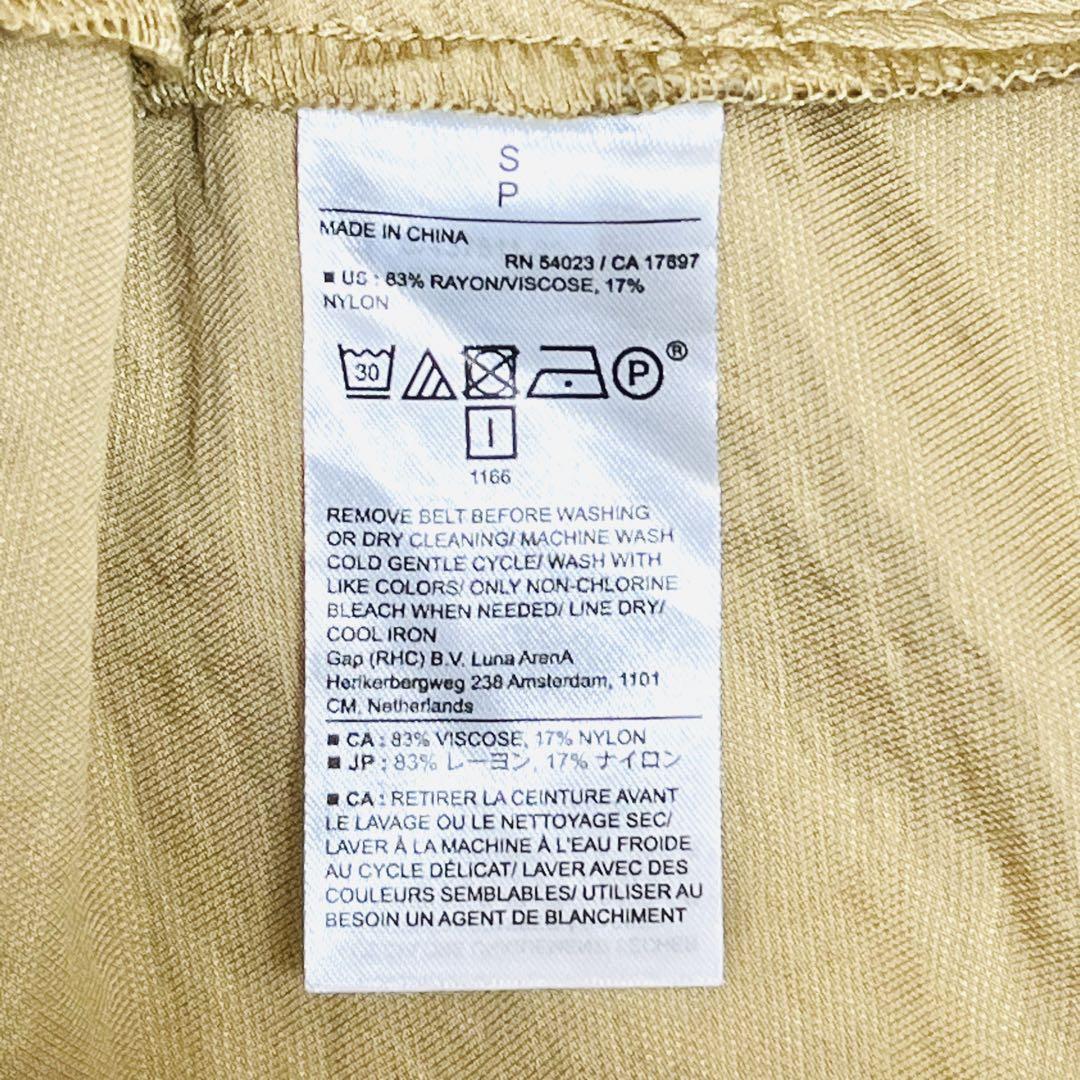 S
P
MADE IN CHINA
RN 54023 / CA 17897
■ US : 83% RAYON/VISCOSE, 17%
NYLON
30 P ®
1166
REMOVE BELT BEFORE WASHING
OR DRY CLEANING/ MACHINE WASH
COLD GENTLE CYCLE/ WASH WITH
LIKE COLORS/ ONLY NON-CHLORINE
BLEACH WHEN NEEDED/ LINE DRY/
COOL IRON
Gap (RHC) B.V. Luna ArenA
Herikerbergweg 238 Amsterdam, 1101
CM, Netherlands
■ CA : 83% VISCOSE, 17% NYLON
■ JP : 83% レーヨン, 17% ナイロン
■ CA : RETIRER LA CEINTURE AVANT
LE LAVAGE OU LE NETTOYAGE SEC/
LAVER À LA MACHINE À L'EAU FROIDE
AU CYCLE DÉLICAT/ LAVER AVEC DES
COULEURS SEMBLABLES/ UTILISER AU
BESOIN UN AGENT DE BLANCHIMENT